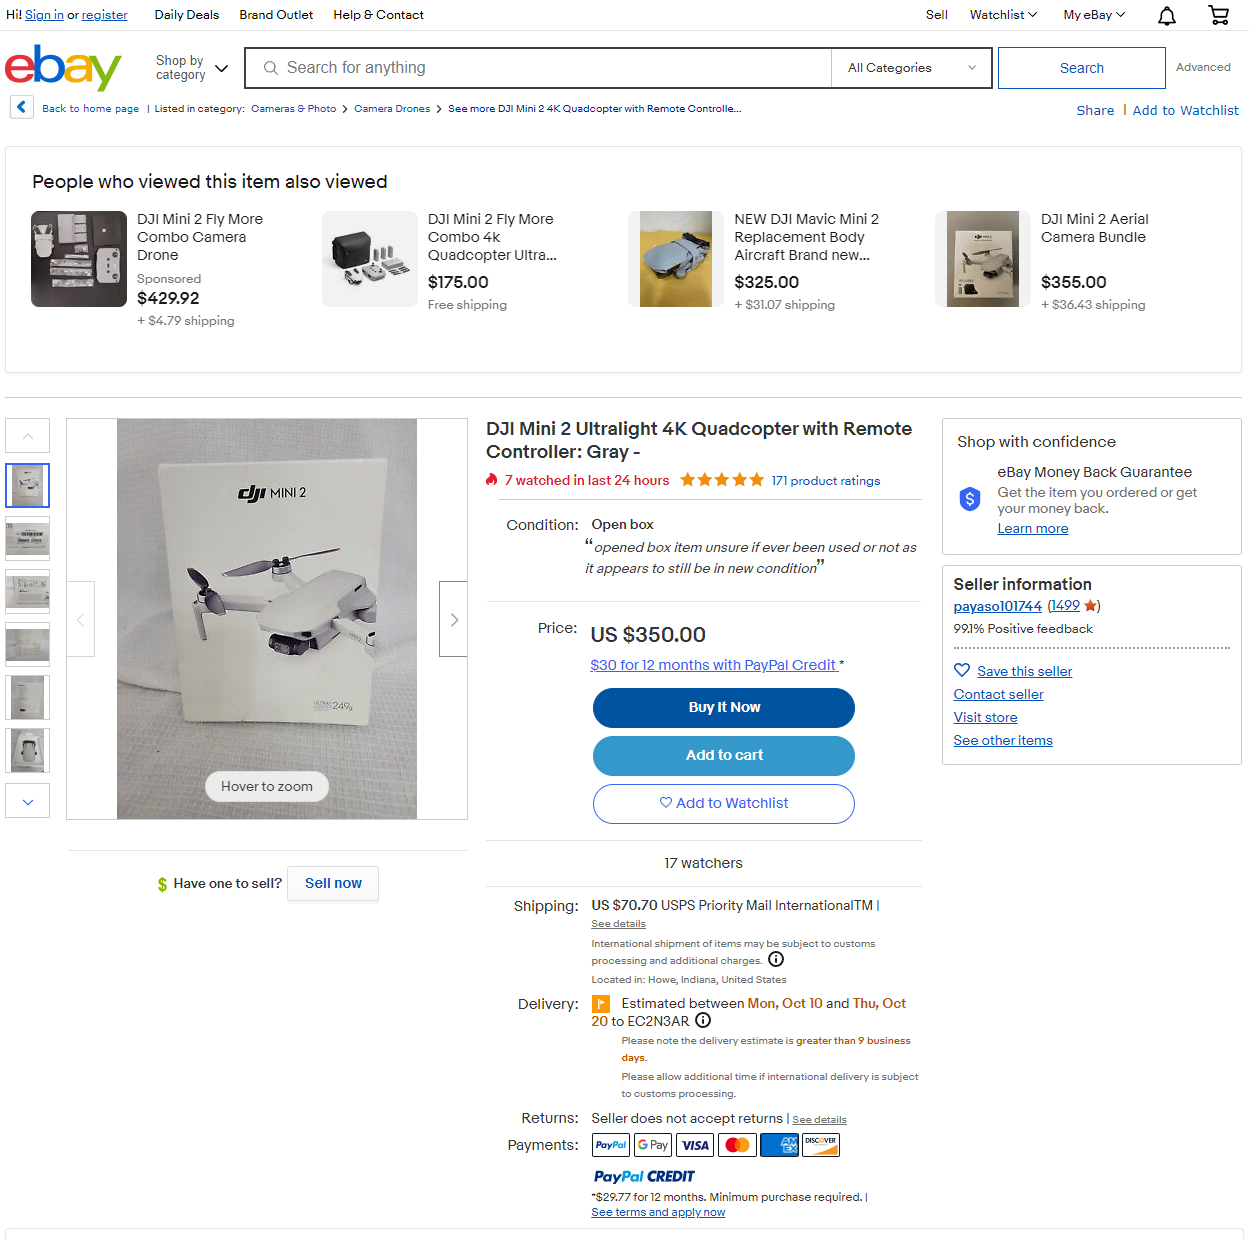 Hi! Sign in or register
Daily Deals
Brand Outlet
Help & Contact
Sell
Watchlist
My eBay
ebay
Shop by
category
Search for anything
All Categories
Search
Advanced
Back to home page | Listed in category: Cameras & Photo > Camera Drones > See more DJI Mini 2 4K Quadcopter with Remote Controlle...
Share | Add to Watchlist
People who viewed this item also viewed
DJI Mini 2 Fly More
Combo Camera
Drone
Sponsored
$429.92
+ $4.79 shipping
DJI Mini 2 Fly More
Combo 4k
Quadcopter Ultra...
$175.00
Free shipping
NEW DJI Mavic Mini 2
Replacement Body
Aircraft Brand new...
$325.00
+ $31.07 shipping
DJI Mini 2 Aerial
Camera Bundle
$355.00
+ $36.43 shipping
dji MINI 2
249g
Hover to zoom
$ Have one to sell?
Sell now
DJI Mini 2 Ultralight 4K Quadcopter with Remote
Controller: Gray -
7 watched in last 24 hours
171 product ratings
Condition: Open box
“opened box item unsure if ever been used or not as
it appears to still be in new condition”
Price: US $350.00
$30 for 12 months with PayPal Credit *
Buy It Now
Add to cart
Add to Watchlist
17 watchers
Shipping: US $70.70 USPS Priority Mail InternationalTM |
See details
International shipment of items may be subject to customs
processing and additional charges.
Located in: Howe, Indiana, United States
Delivery: Estimated between Mon, Oct 10 and Thu, Oct
20 to EC2N3AR
Please note the delivery estimate is greater than 9 business
days.
Please allow additional time if international delivery is subject
to customs processing.
Returns: Seller does not accept returns | See details
Payments: PayPal G Pay VISA AMEX DISCOVER
PayPal CREDIT
*$29.77 for 12 months. Minimum purchase required. |
See terms and apply now
Shop with confidence
eBay Money Back Guarantee
Get the item you ordered or get
your money back.
Learn more
Seller information
payaso101744 (1499)
99.1% Positive feedback
Save this seller
Contact seller
Visit store
See other items